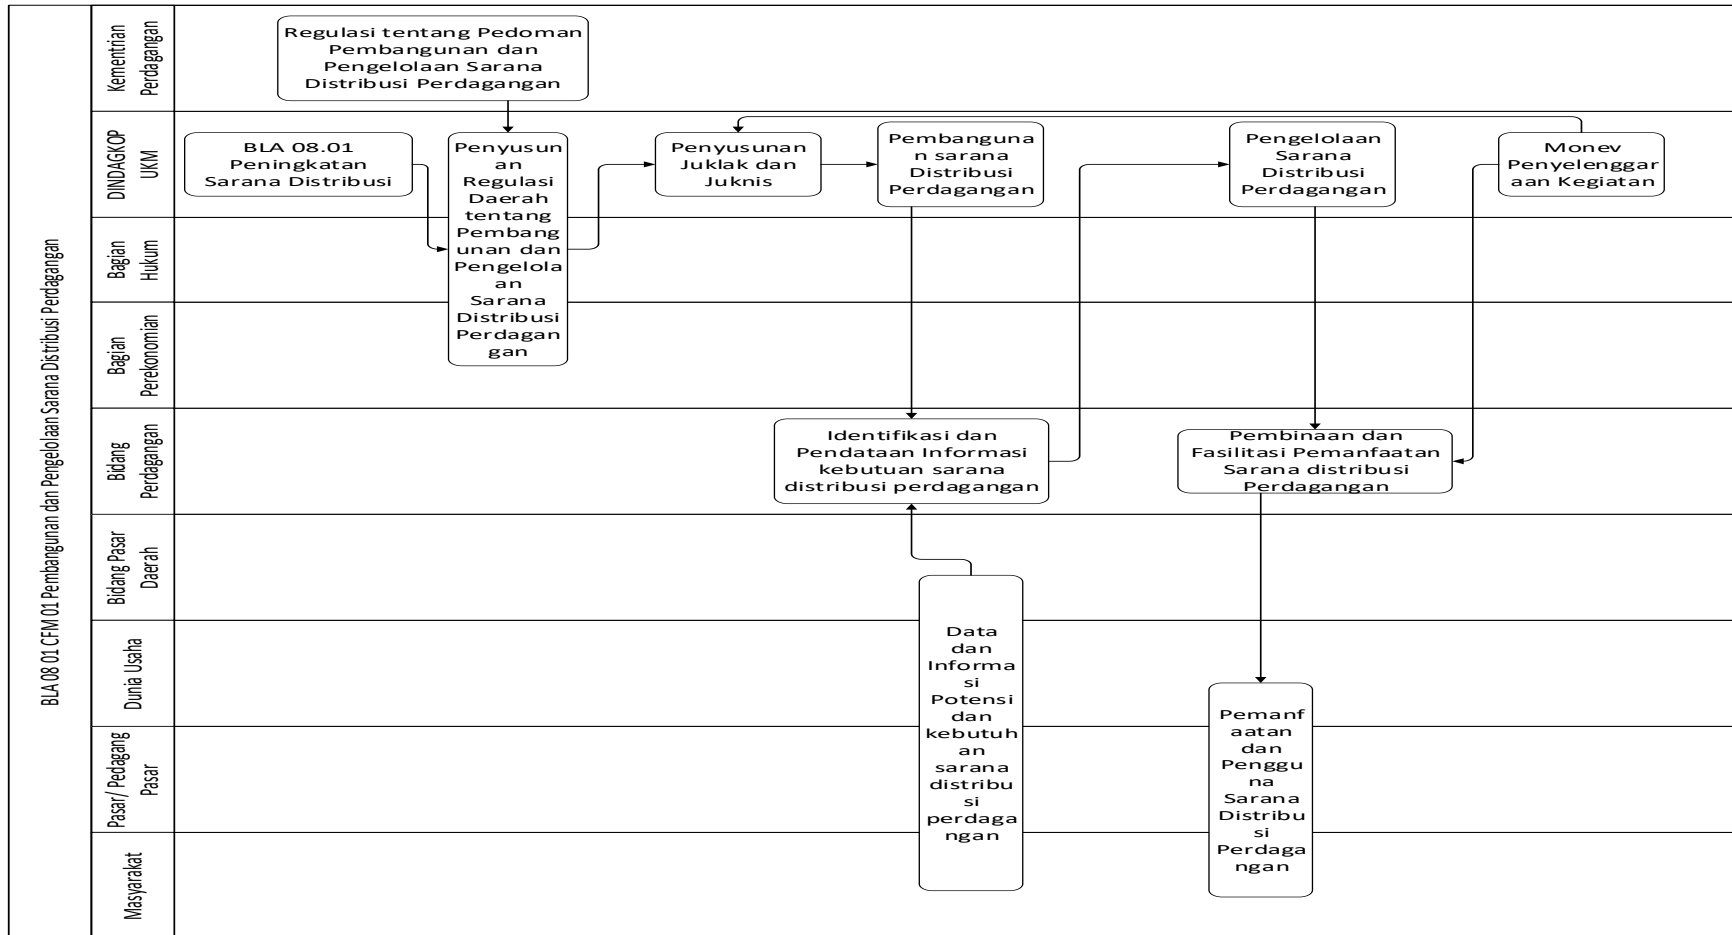 BLA 08 01 CFM 01 Pembangunan dan Pengelolaan Sarana Distribusi Perdagangan
Kementrian
Perdagangan
Regulasi tentang Pedoman
Pembangunan dan
Pengelolaan Sarana
Distribusi Perdagangan
DINDAGKOP
UKM
BLA 08.01
Peningkatan
Sarana Distribusi
Penyusun
an
Regulasi
Daerah
tentang
Pembang
unan dan
Pengelola
an
Sarana
Distribusi
Perdagan
gan
Penyusunan
Juklak dan
Juknis
Pembanguna
n sarana
Distribusi
Perdagangan
Pengelolaan
Sarana
Distribusi
Perdagangan
Monev
Penyelenggar
aan Kegiatan
Bagian
Hukum
Bagian
Perekonomian
Bidang
Perdagangan
Identifikasi dan
Pendataan Informasi
kebutuan sarana
distribusi perdagangan
Pembinaan dan
Fasilitasi Pemanfaatan
Sarana distribusi
Perdagangan
Bidang Pasar
Daerah
Data
dan
Informa
si
Potensi
dan
kebutuh
an
sarana
distribu
si
perdaga
ngan
Dunia Usaha
Pemanf
aatan
dan
Penggu
na
Sarana
Distribu
si
Perdaga
ngan
Pasar/ Pedagang
Pasar
Masyarakat